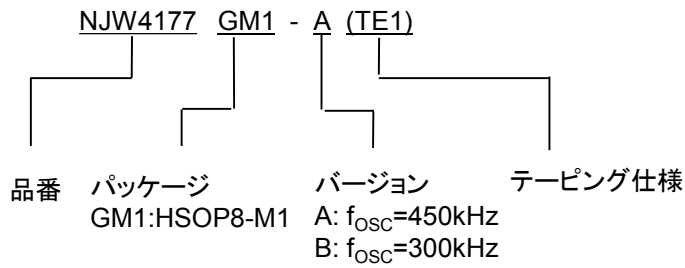 NJW4177 GM1 - A (TE1)
品番
パッケージ
GM1:HSOP8-M1
バージョン
A: fOSC=450kHz
B: fOSC=300kHz
テーピング仕様